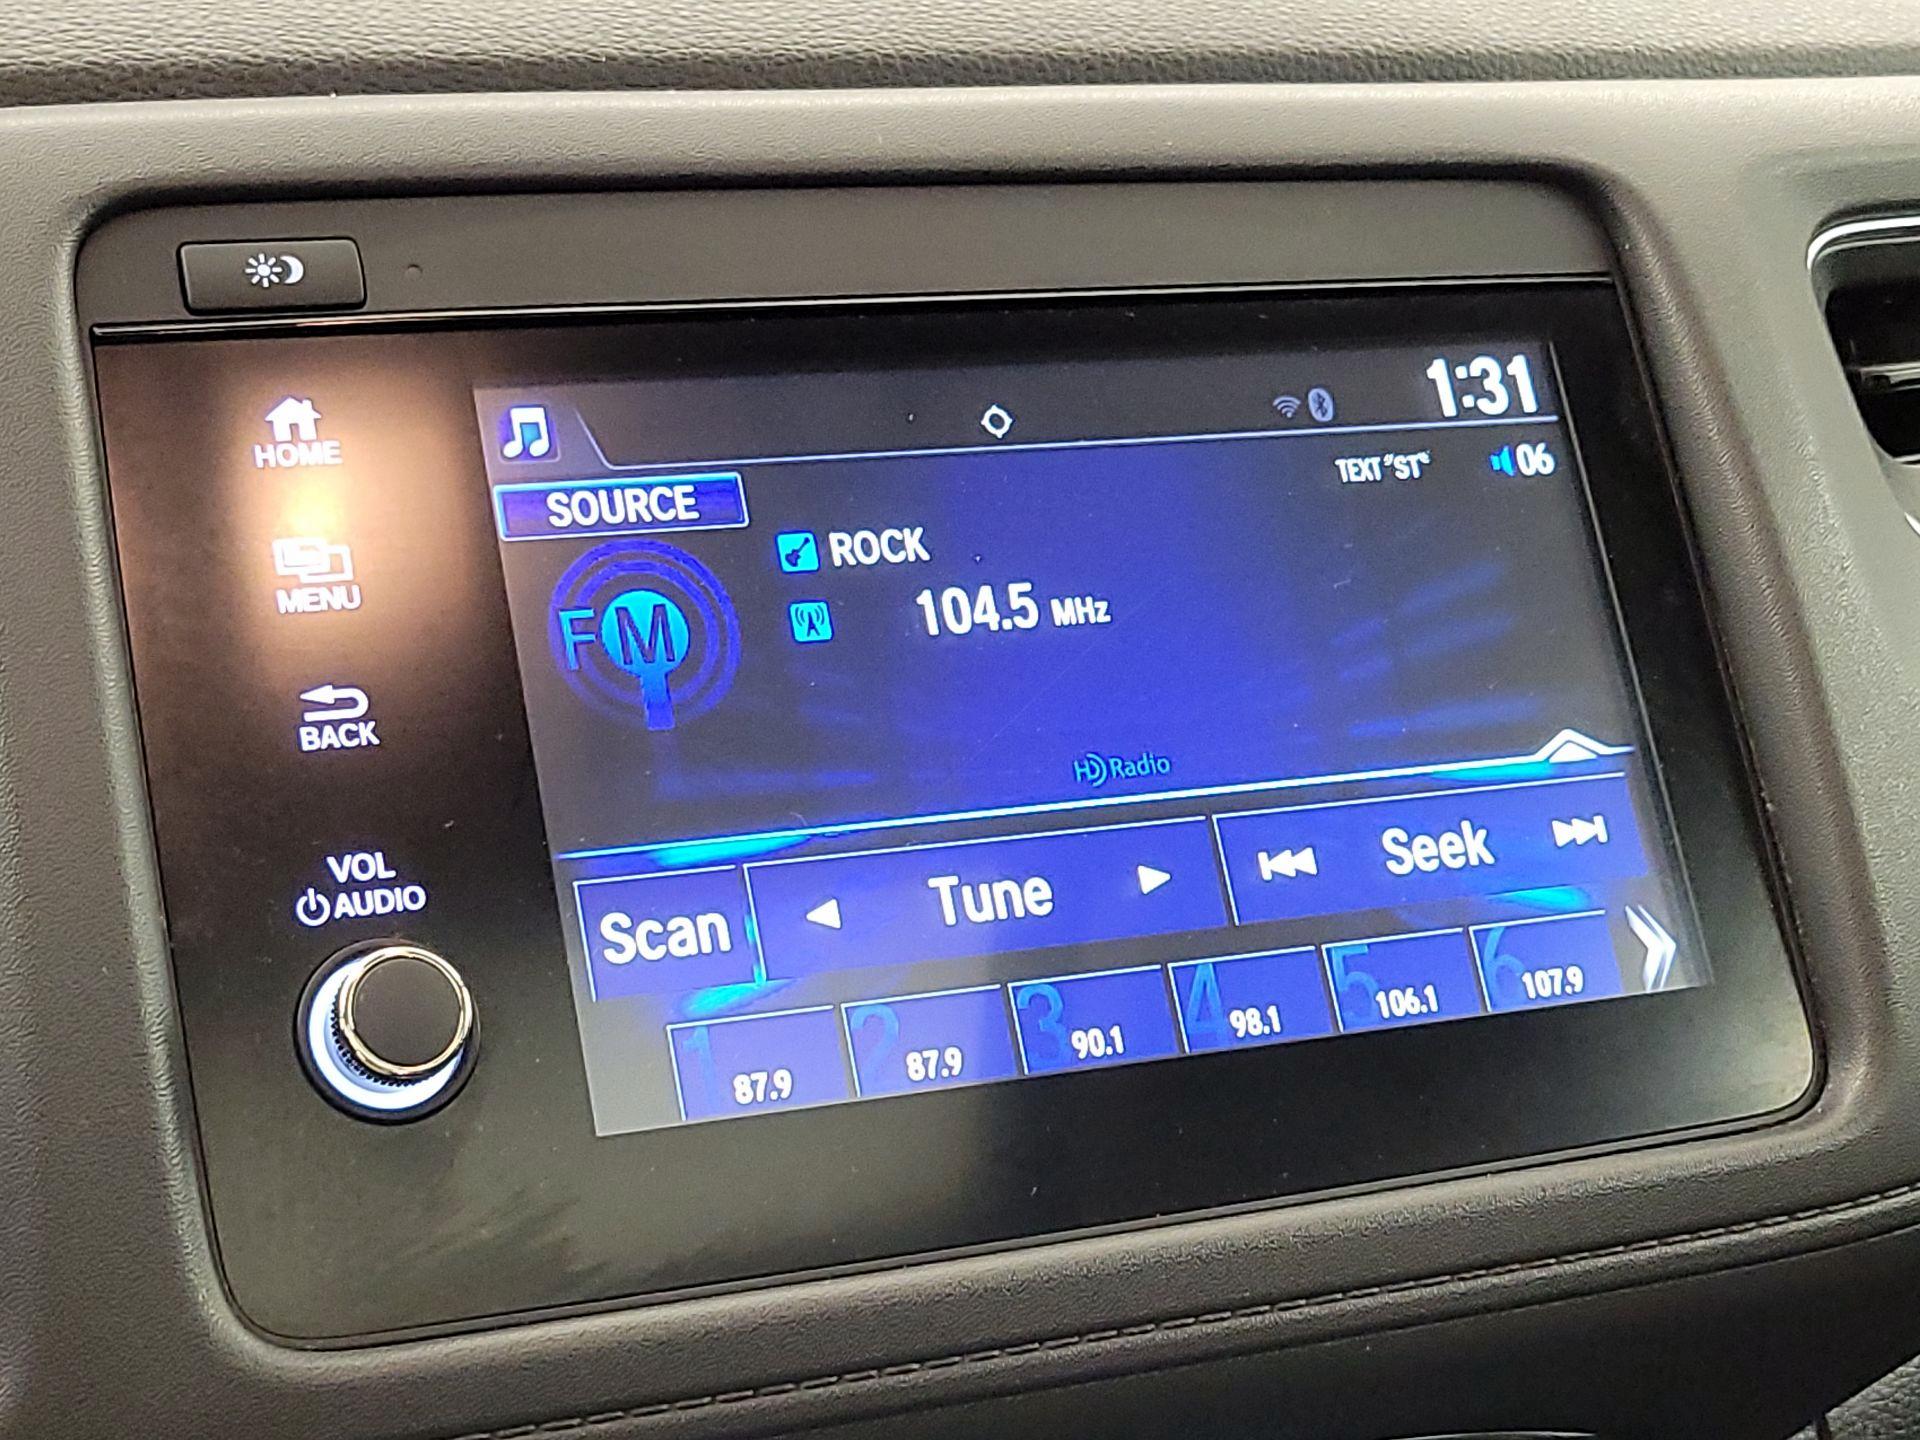 HOME
MENU
BACK
VOL
AUDIO
1:31
TEXT "ST"
06
SOURCE
FM
ROCK
104.5 MHz
HD Radio
Scan
Tune
Seek
1 87.9
2 87.9
3 90.1
4 98.1
5 106.1
6 107.9